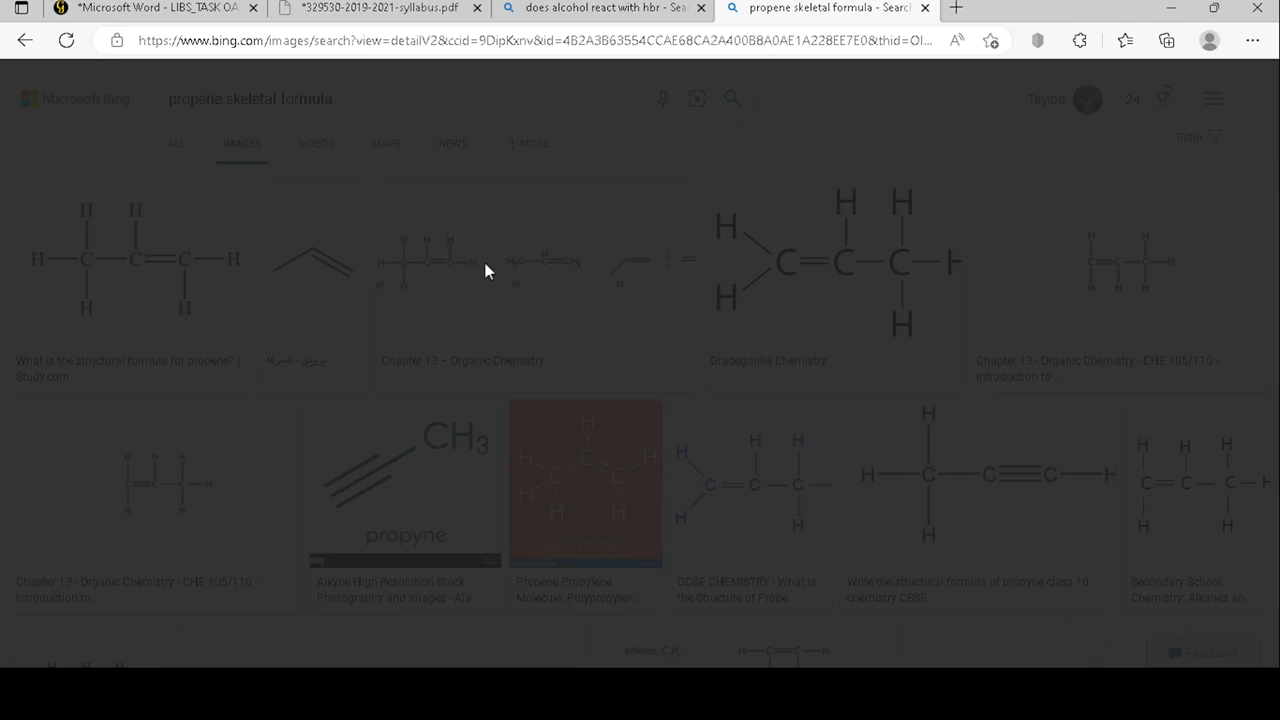 *Microsoft Word - LIBS_TASK OA
*329530-2019-2021-syllabus.pdf
does alcohol react with hbr - Sea
propene skeletal formula - Search
https://www.bing.com/images/search?view=detailV2&ccid=9DipKxnv&id=4B2A3B63554CCAE68CA2A400B8A0AE1A228EE7E0&thid=OI...
Microsoft Bing
propene skeletal formula
Tayiba
24
ALL
IMAGES
VIDEOS
MAPS
NEWS
MORE
Filter
H H
H C C C H
H H
H H H
H C C C H
H
a)
H₃C C CH₂
H
b)
c)
H H H
H C C C H
H H
H H H
C C C H
H H H
What is the structural formula for propene? |
Study.com
Chapter 13 – Organic Chemistry
Gradegorilla Chemistry
Chapter 13 - Organic Chemistry - CHE 105/110 -
Introduction to ...
H H H
C C C H
H H H
CH3
propyne
H
H C H
H C C
H H
H H H
C C C
H H
H
H C C C H
H
H H H
C C C H
H H H
Chapter 13 - Organic Chemistry - CHE 105/110 -
Introduction to ...
Alkyne High Resolution Stock
Photography and Images - Ala...
Propene Propylene
Molecule. Polypropylen...
GCSE CHEMISTRY - What is
the Structure of Prope...
Write the structural formula of propyne class 10
chemistry CBSE
Secondary School
Chemistry: Alkanes an...
H H H
ethene, C₂H₄
H C C H
Feedback